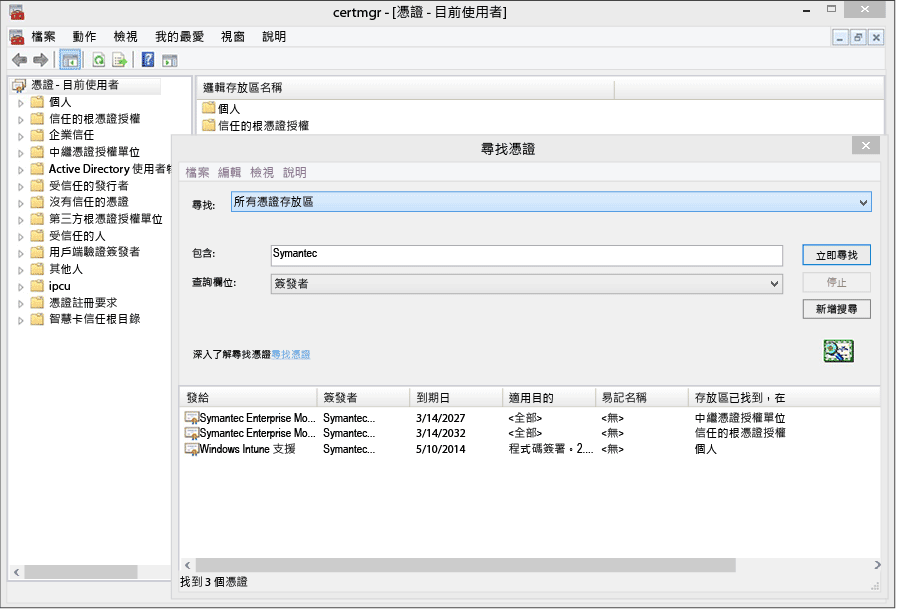 certmgr - [憑證 - 目前使用者]
檔案 動作 檢視 我的最愛 視窗 說明
憑證 - 目前使用者
個人
信任的根憑證授權
企業信任
中繼憑證授權單位
Active Directory 使用者物
受信任的發行者
沒有信任的憑證
第三方根憑證授權單位
受信任的人
用戶端驗證簽發者
其他人
ipcu
憑證註冊要求
智慧卡信任根目錄
邏輯存放區名稱
個人
信任的根憑證授權
尋找憑證
檔案 編輯 檢視 說明
尋找: 所有憑證存放區
包含: Symantec 立即尋找
查詢欄位: 簽發者 停止
新增搜尋
深入了解尋找憑證尋找憑證
發給 簽發者 到期日 適用目的 易記名稱 存放區已找到，在
Symantec Enterprise Mo... Symantec... 3/14/2027 <全部> <無> 中繼憑證授權單位
Symantec Enterprise Mo... Symantec... 3/14/2032 <全部> <無> 信任的根憑證授權
Windows Intune 支援 Symantec... 5/10/2014 程式碼簽署。2.... <無> 個人
找到 3 個憑證